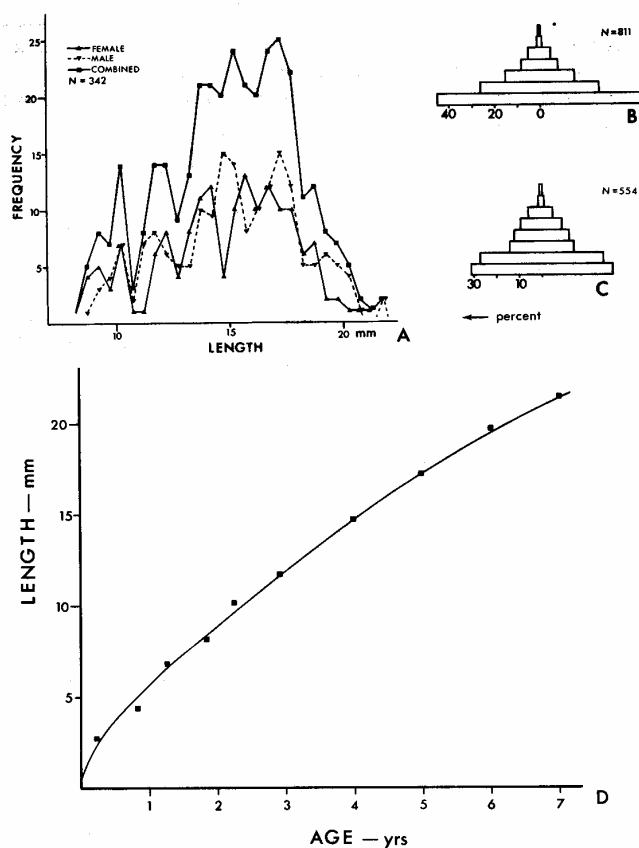 25
20
15
10
5
FREQUENCY
FEMALE
MALE
COMBINED
N = 342
10
15
20 mm
LENGTH
A
N=811
40
20
0
B
N=554
30
10
C
← percent
20
15
10
5
LENGTH — mm
1
2
3
4
5
6
7
D
AGE — yrs